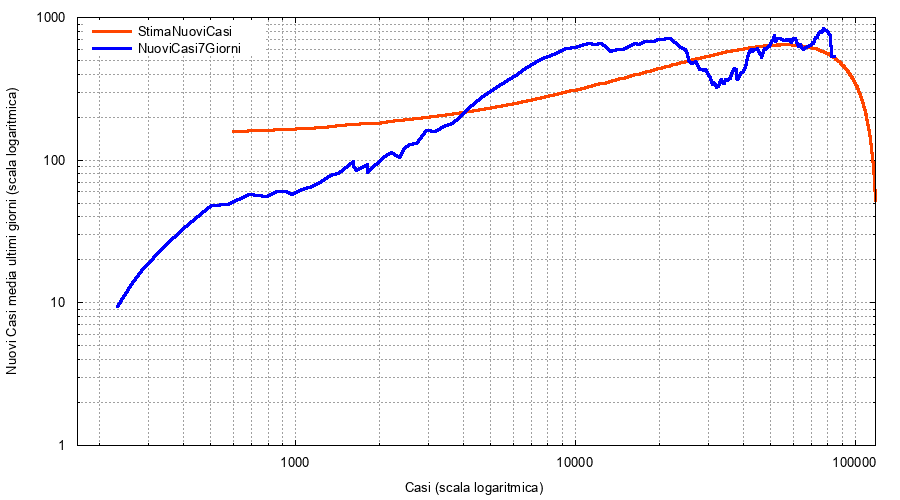 1000
StimaNuoviCasi
NuoviCasi7Giorni
100
10
1
1000
10000
100000
Nuovi Casi media ultimi giorni (scala logaritmica)
Casi (scala logaritmica)